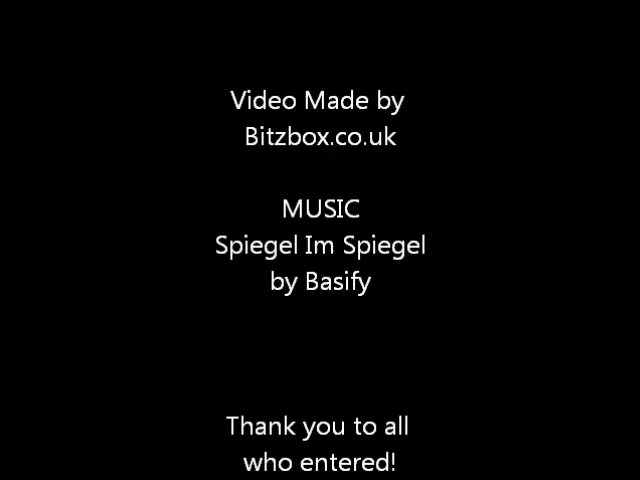 Video Made by
Bitzbox.co.uk
MUSIC
Spiegel Im Spiegel
by Basify
Thank you to all
who entered!